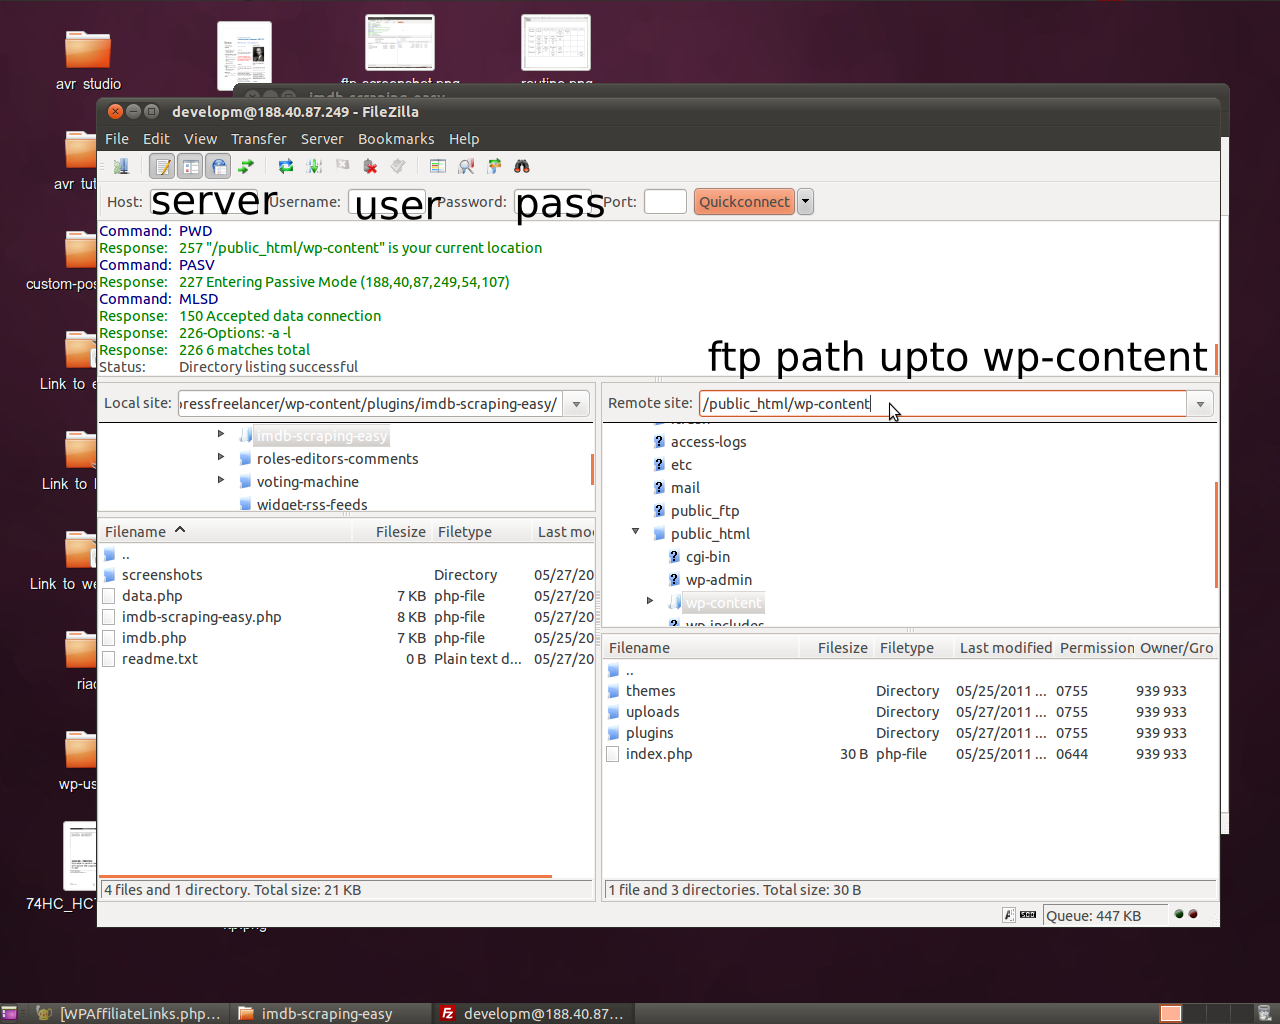 avr studio
routine.png
avr tut
custom-pos
Link to e
Link to
Link to we
riad
wp-us
74HC_HCT
imdb-scraping-easy
developm@188.40.87.249 - FileZilla
File Edit View Transfer Server Bookmarks Help
Host: server Username: user Password: pass Port: Quickconnect
Command: PWD
Response: 257 "/public_html/wp-content" is your current location
Command: PASV
Response: 227 Entering Passive Mode (188,40,87,249,54,107)
Command: MLSD
Response: 150 Accepted data connection
Response: 226-Options: -a -l
Response: 226 6 matches total
Status: Directory listing successful
ftp path upto wp-content
Local site: pressfreelancer/wp-content/plugins/imdb-scraping-easy/
imdb-scraping-easy
roles-editors-comments
voting-machine
widget-rss-feeds
Filename Filesize Filetype Last mo
..
screenshots Directory 05/27/20
data.php 7 KB php-file 05/27/20
imdb-scraping-easy.php 8 KB php-file 05/27/20
imdb.php 7 KB php-file 05/25/20
readme.txt 0 B Plain text d... 05/27/20
4 files and 1 directory. Total size: 21 KB
Remote site: /public_html/wp-content
access-logs
etc
mail
public_ftp
public_html
cgi-bin
wp-admin
wp-content
wp-includes
Filename Filesize Filetype Last modified Permission Owner/Gro
..
themes Directory 05/25/2011 ... 0755 939 933
uploads Directory 05/27/2011 ... 0755 939 933
plugins Directory 05/27/2011 ... 0755 939 933
index.php 30 B php-file 05/25/2011 ... 0644 939 933
1 file and 3 directories. Total size: 30 B
Queue: 447 KB
[WPAffiliateLinks.php... imdb-scraping-easy developm@188.40.87...